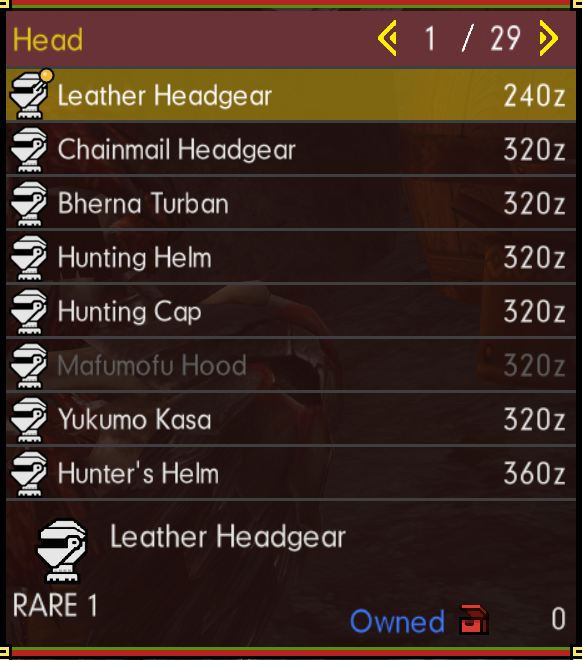 Head 1 / 29
Leather Headgear 240z
Chainmail Headgear 320z
Bherna Turban 320z
Hunting Helm 320z
Hunting Cap 320z
Mafumofu Hood 320z
Yukumo Kasa 320z
Hunter's Helm 360z
Leather Headgear
RARE 1
Owned 0